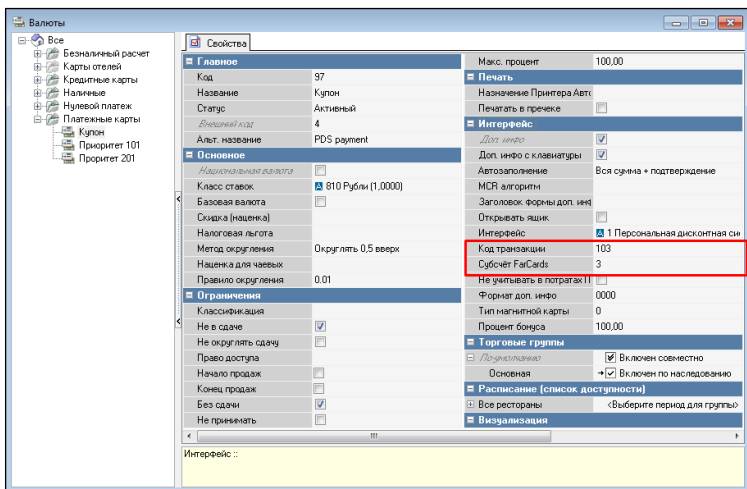 Валюты
Все
Безналичный расчет
Карты отелей
Кредитные карты
Наличные
Нулевой платеж
Платежные карты
Купон
Приоритет 101
Проритет 201
Свойства
Главное
Код 97
Название Купон
Статус Активный
Внешний код 4
Альт. название PDS payment
Основное
Национальная валюта
Класс ставок 810 Рубли (1,0000)
Базовая валюта
Скидка (наценка)
Налоговая льгота
Метод округления Округлять 0,5 вверх
Наценка для чаевых
Правило округления 0.01
Ограничения
Классификация
Не в сдаче
Не округлять сдачу
Право доступа
Начало продаж
Конец продаж
Без сдачи
Не принимать
Макс. процент 100,00
Печать
Назначение Принтера Авто
Печатать в пречеке
Интерфейс
Доп. инфо
Доп. инфо с клавиатуры
Автозаполнение Вся сумма + подтверждение
MCR алгоритм
Заголовок формы доп. инф
Открывать ящик
Интерфейс 1 Персональная дисконтная си
Код транзакции 103
Субсчёт FarCards 3
Не учитывать в потратах П
Формат доп. инфо 0000
Тип магнитной карты 0
Процент бонуса 100,00
Торговые группы
По-умолчанию Включен совместно
Основная Включен по наследованию
Расписание (список доступности)
Все рестораны <Выберите период для группы>
Визуализация
Интерфейс ::